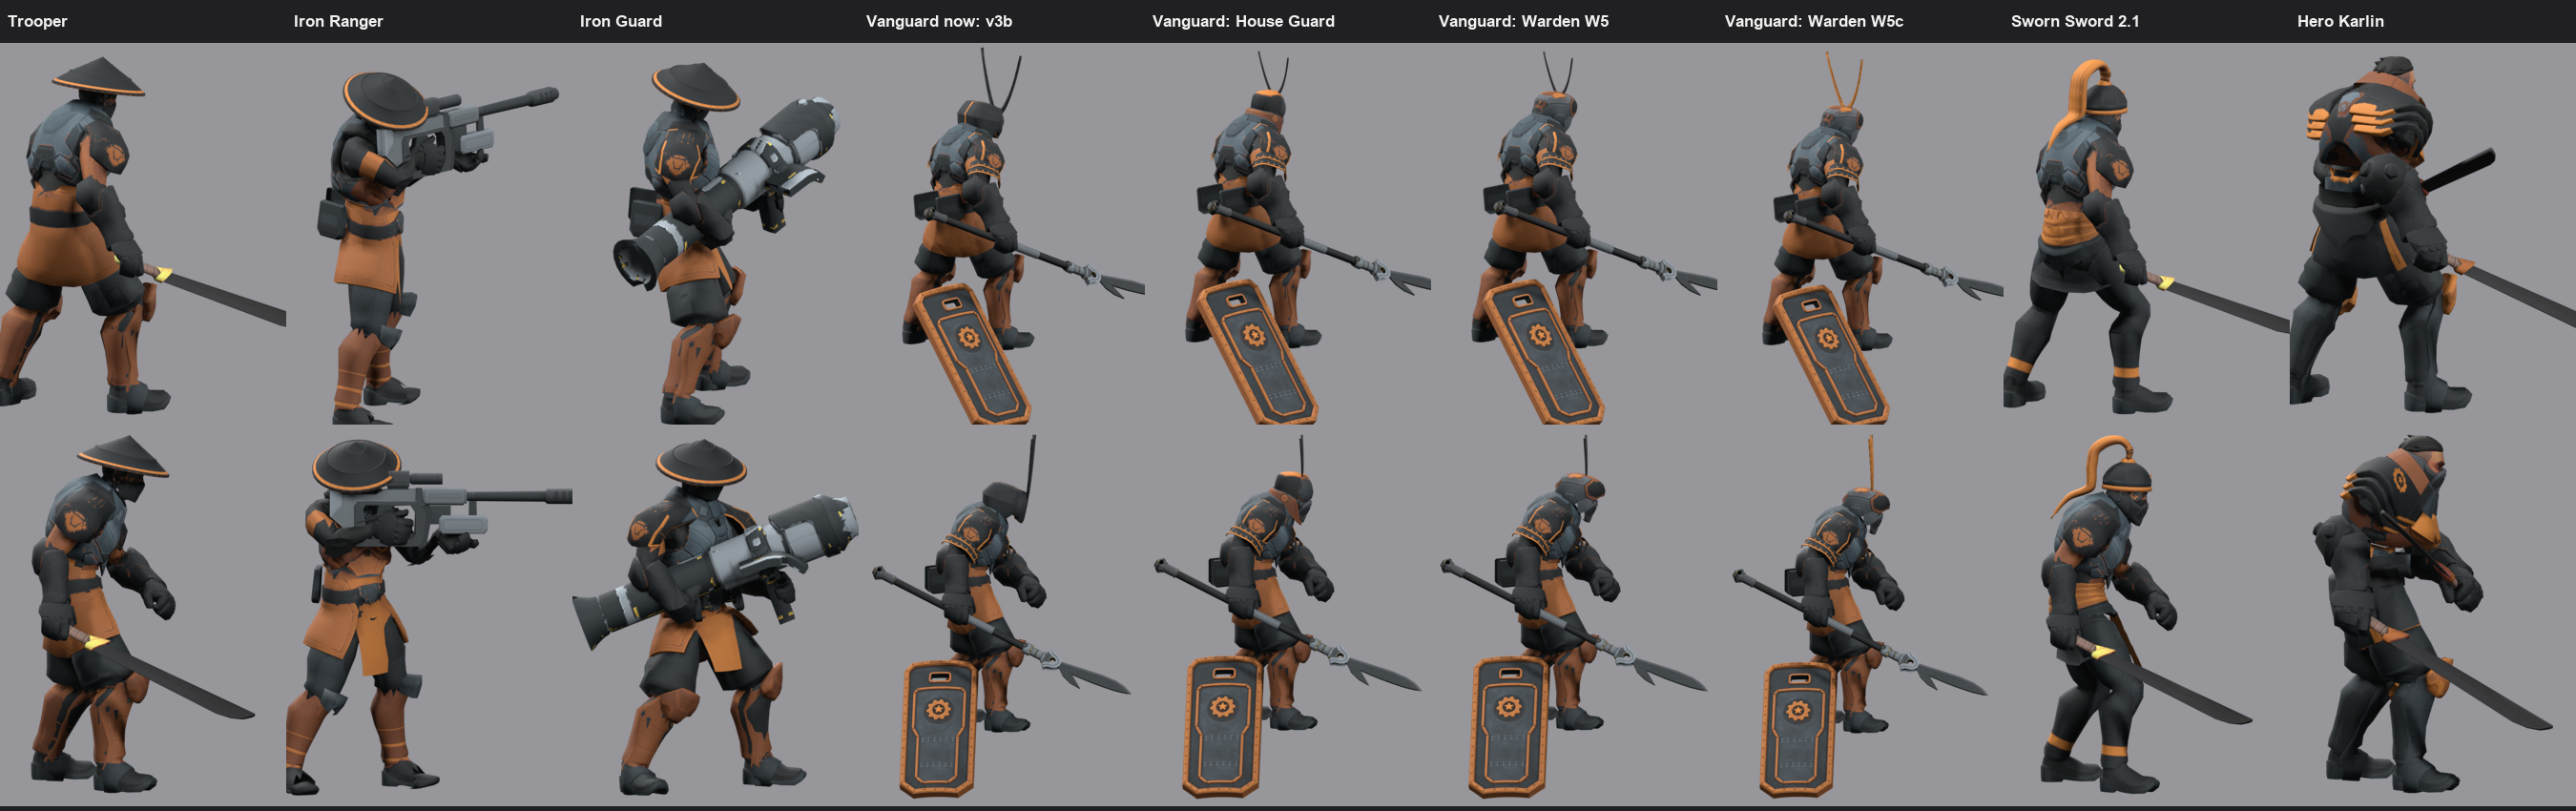 Trooper
Iron Ranger
Iron Guard
Vanguard now: v3b
Vanguard: House Guard
Vanguard: Warden W5
Vanguard: Warden W5c
Sworn Sword 2.1
Hero Karlin